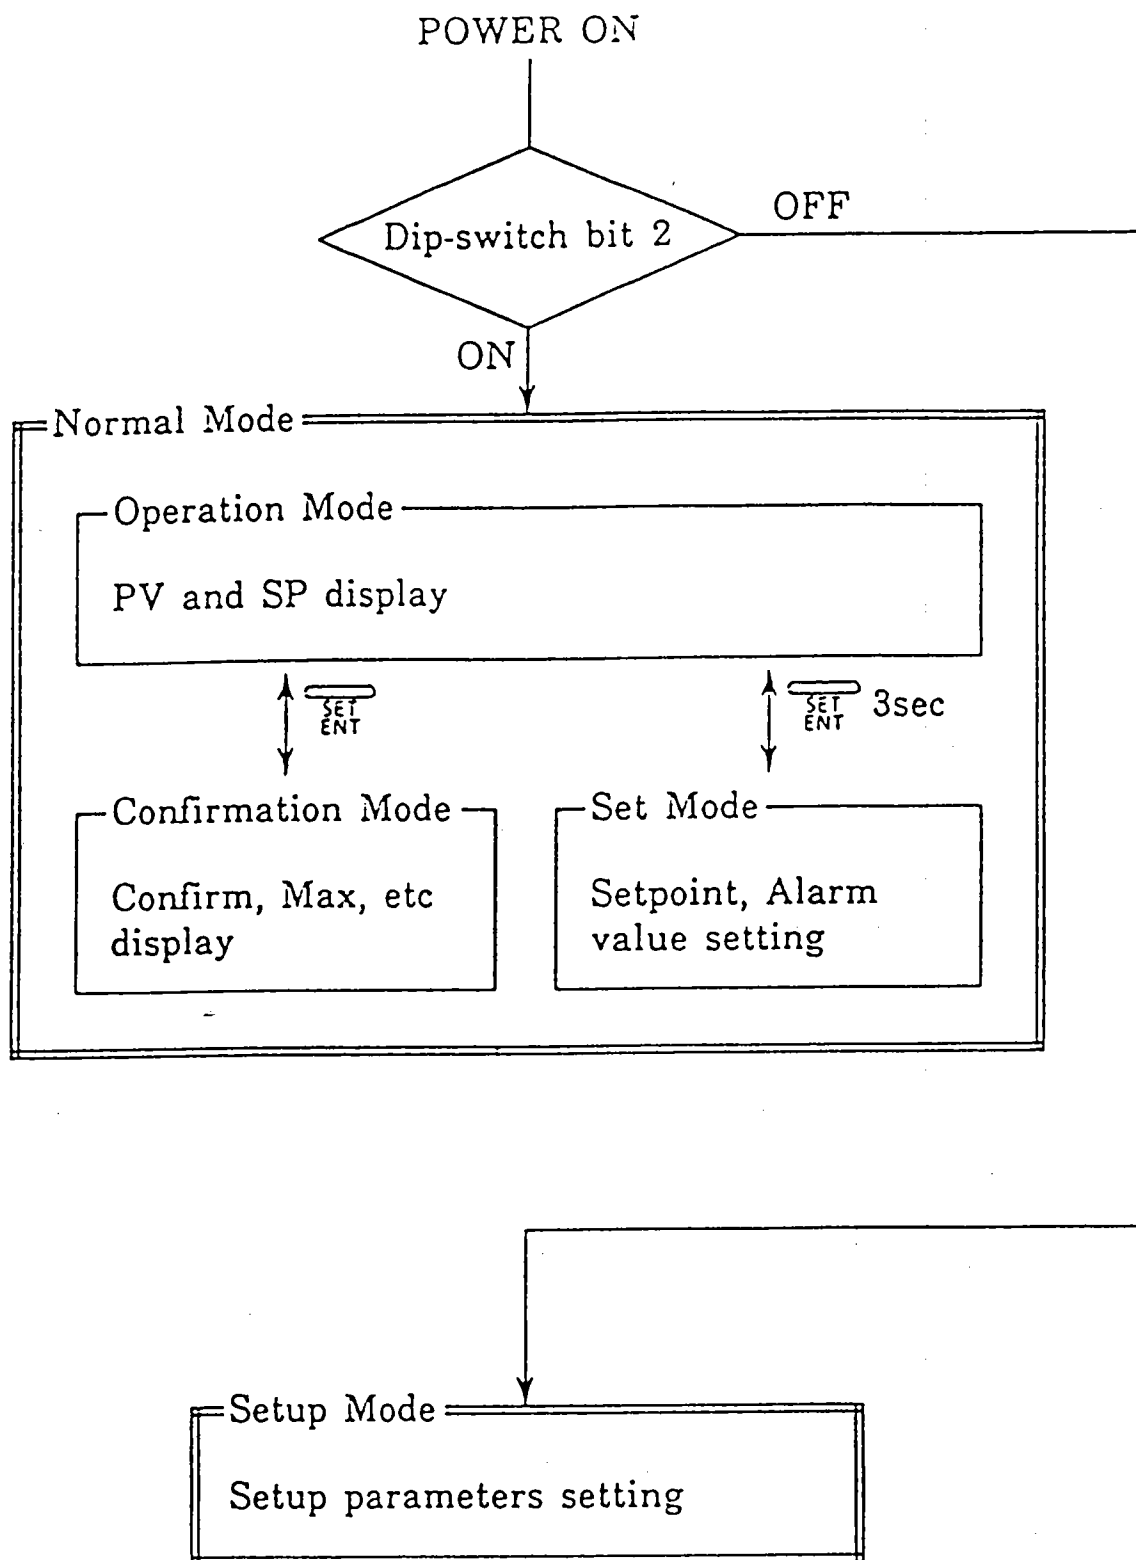 POWER ON
Dip-switch bit 2
OFF
ON
Normal Mode
Operation Mode
PV and SP display
SET
ENT
SET
ENT
3sec
Confirmation Mode
Confirm, Max, etc
display
Set Mode
Setpoint, Alarm
value setting
Setup Mode
Setup parameters setting